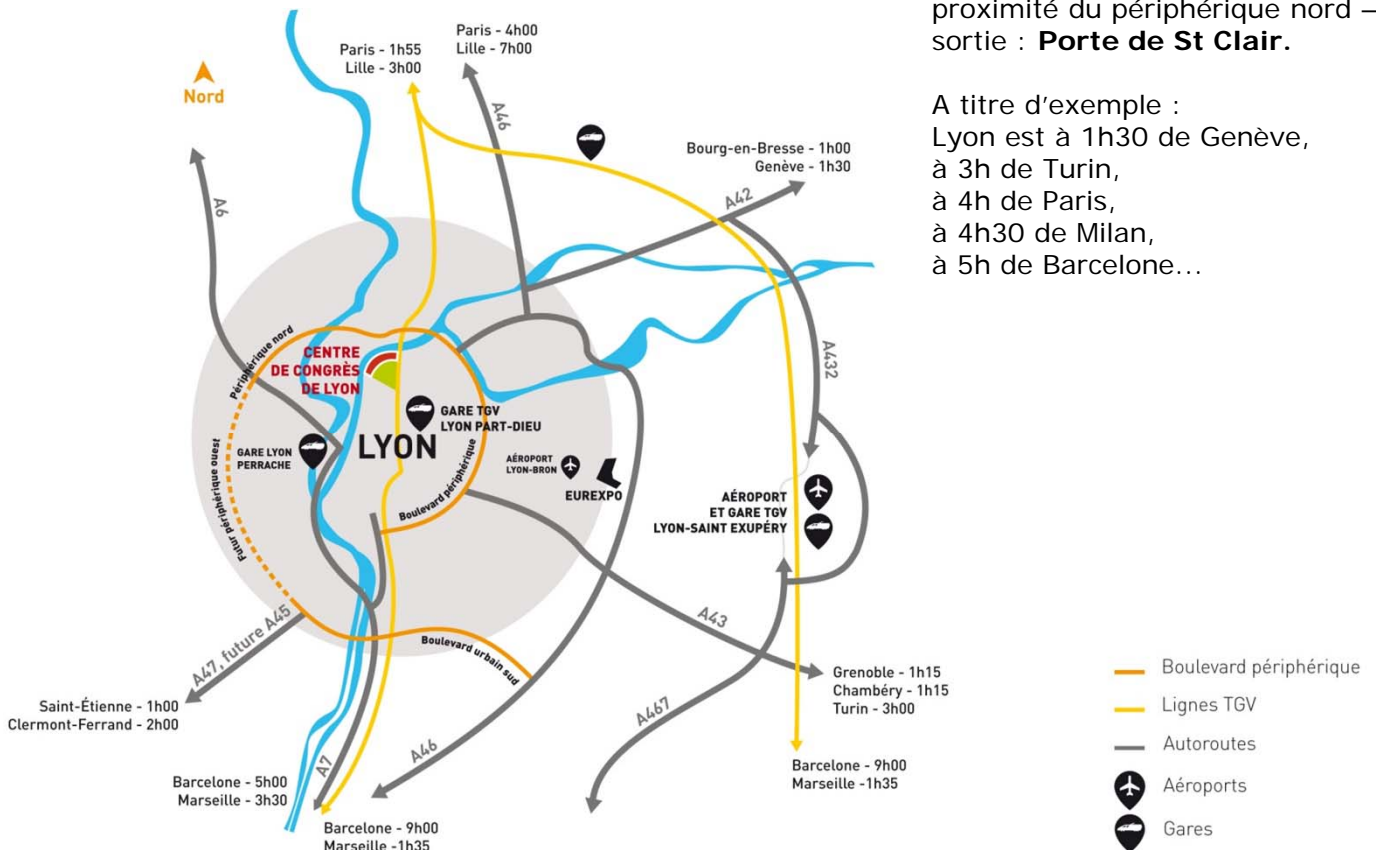 proximité du périphérique nord –
sortie : Porte de St Clair.
A titre d'exemple :
Lyon est à 1h30 de Genève,
à 3h de Turin,
à 4h de Paris,
à 4h30 de Milan,
à 5h de Barcelone...
Nord
Paris - 1h55
Lille - 3h00
Paris - 4h00
Lille - 7h00
A46
Bourg-en-Bresse - 1h00
Genève - 1h30
A42
A6
A432
Périphérique nord
CENTRE
DE CONGRÈS
DE LYON
GARE TGV
LYON PART-DIEU
LYON
GARE LYON
PERRACHE
AÉROPORT
LYON-BRON
EUREXPO
Boulevard périphérique
Futur périphérique ouest
AÉROPORT
ET GARE TGV
LYON-SAINT EXUPÉRY
A47, future A45
Boulevard urbain sud
A43
Saint-Étienne - 1h00
Clermont-Ferrand - 2h00
Grenoble - 1h15
Chambéry - 1h15
Turin - 3h00
A467
A46
A7
Barcelone - 5h00
Marseille - 3h30
Barcelone - 9h00
Marseille -1h35
Barcelone - 9h00
Marseille -1h35
Boulevard périphérique
Lignes TGV
Autoroutes
Aéroports
Gares